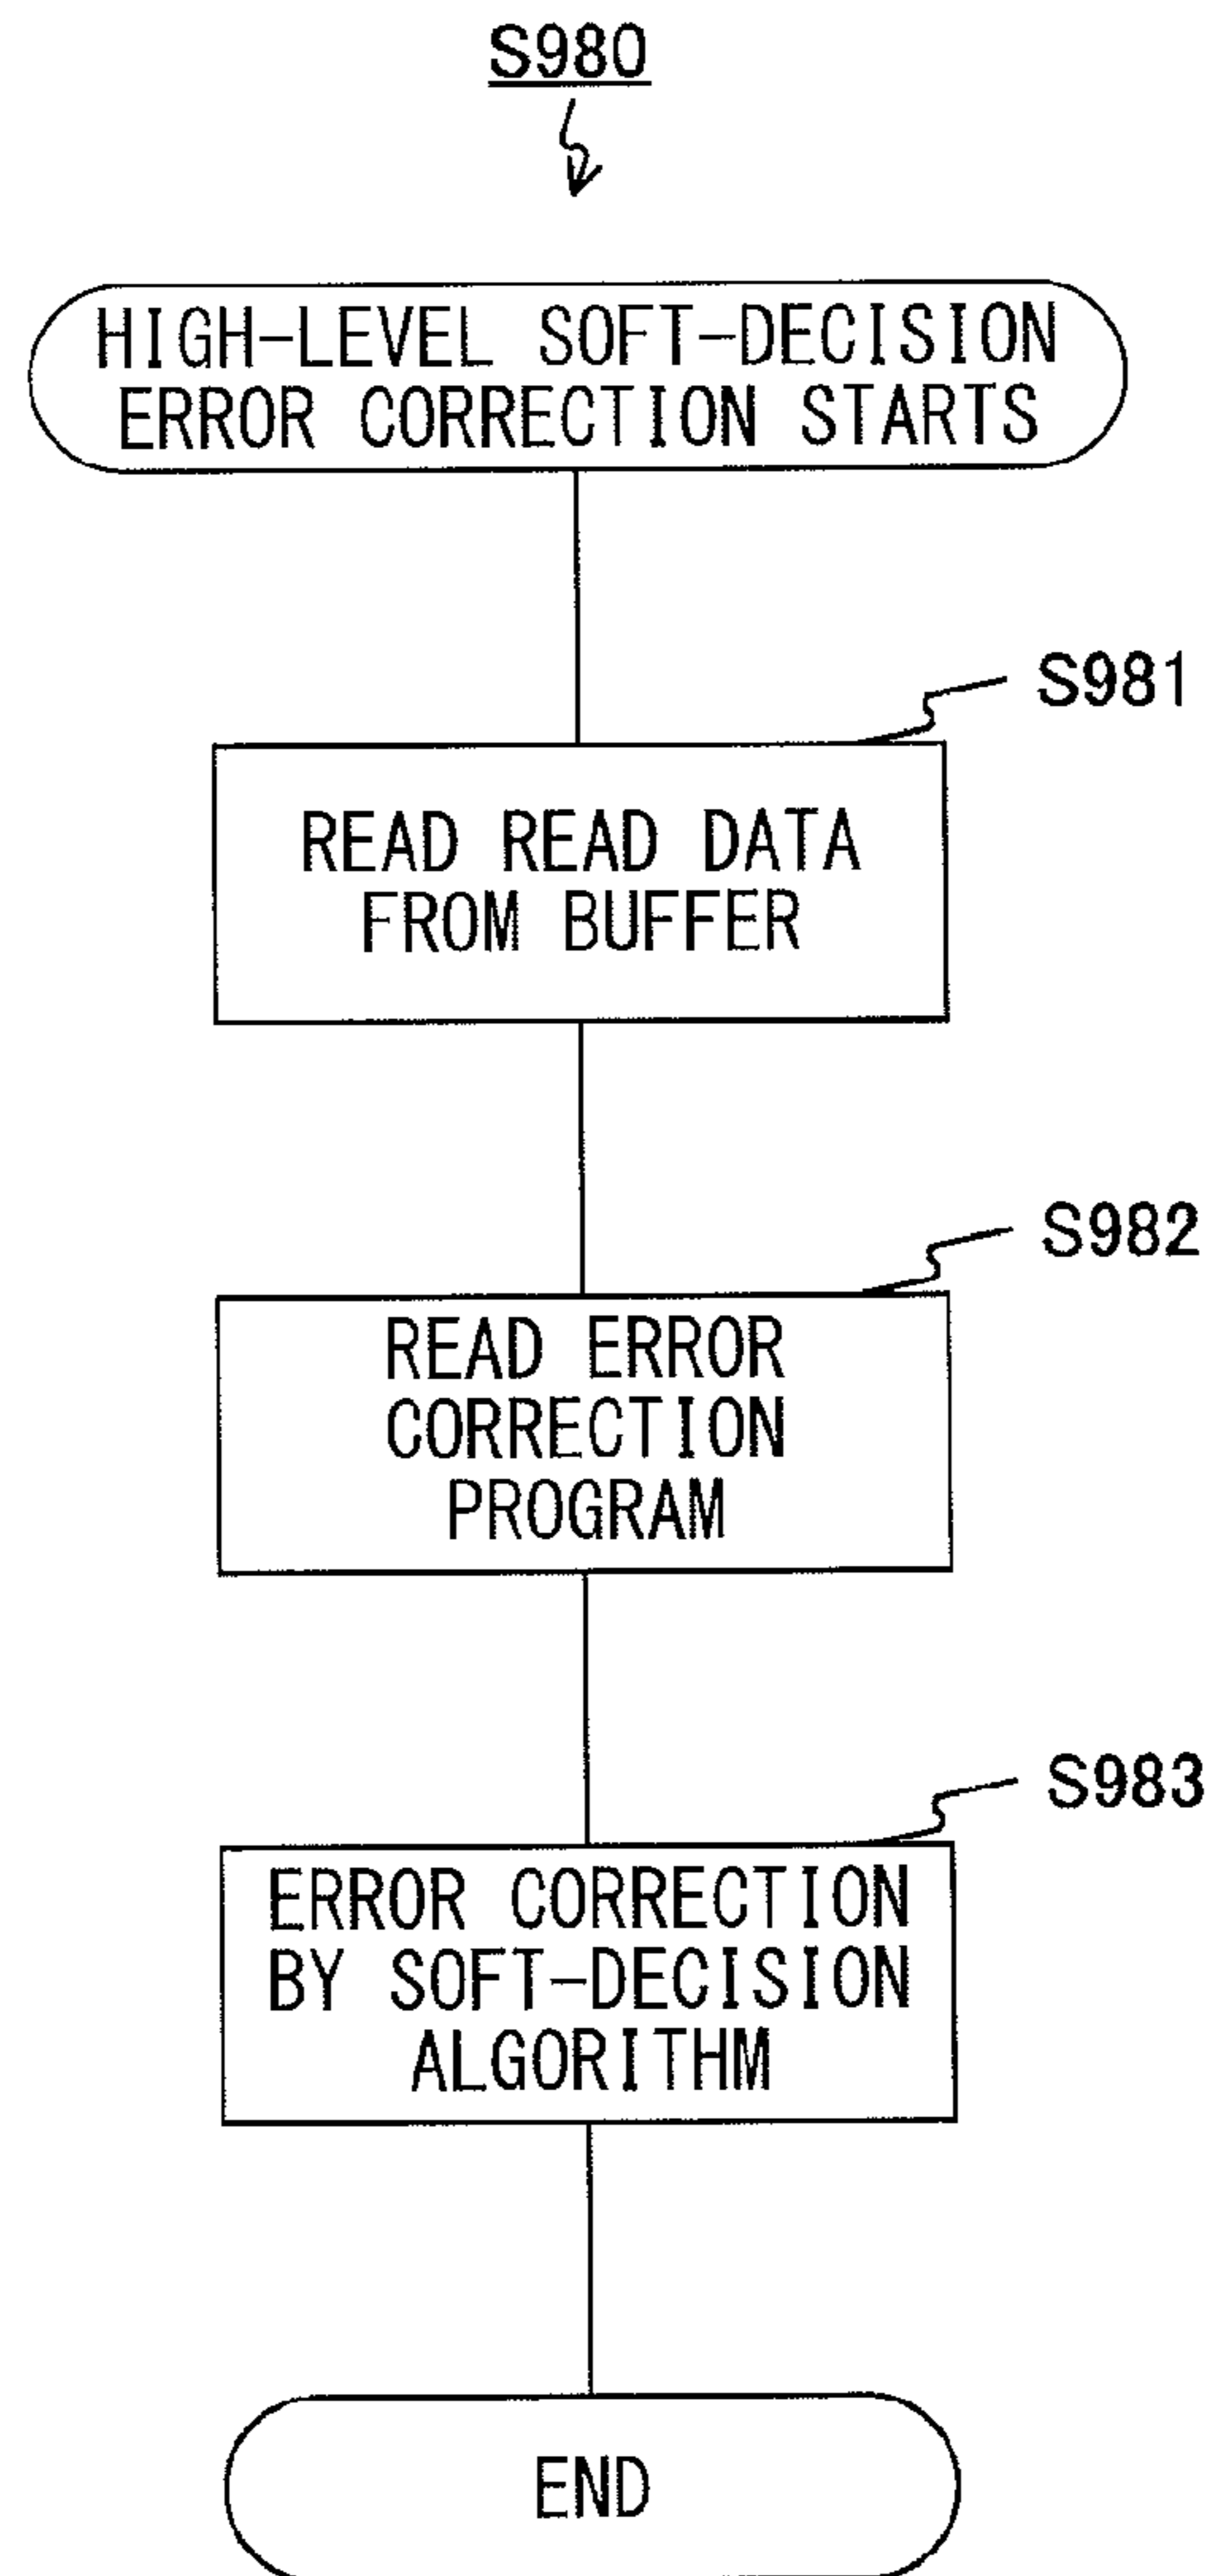 S980
HIGH-LEVEL SOFT-DECISION
ERROR CORRECTION STARTS
S981
READ READ DATA
FROM BUFFER
S982
READ ERROR
CORRECTION
PROGRAM
S983
ERROR CORRECTION
BY SOFT-DECISION
ALGORITHM
END